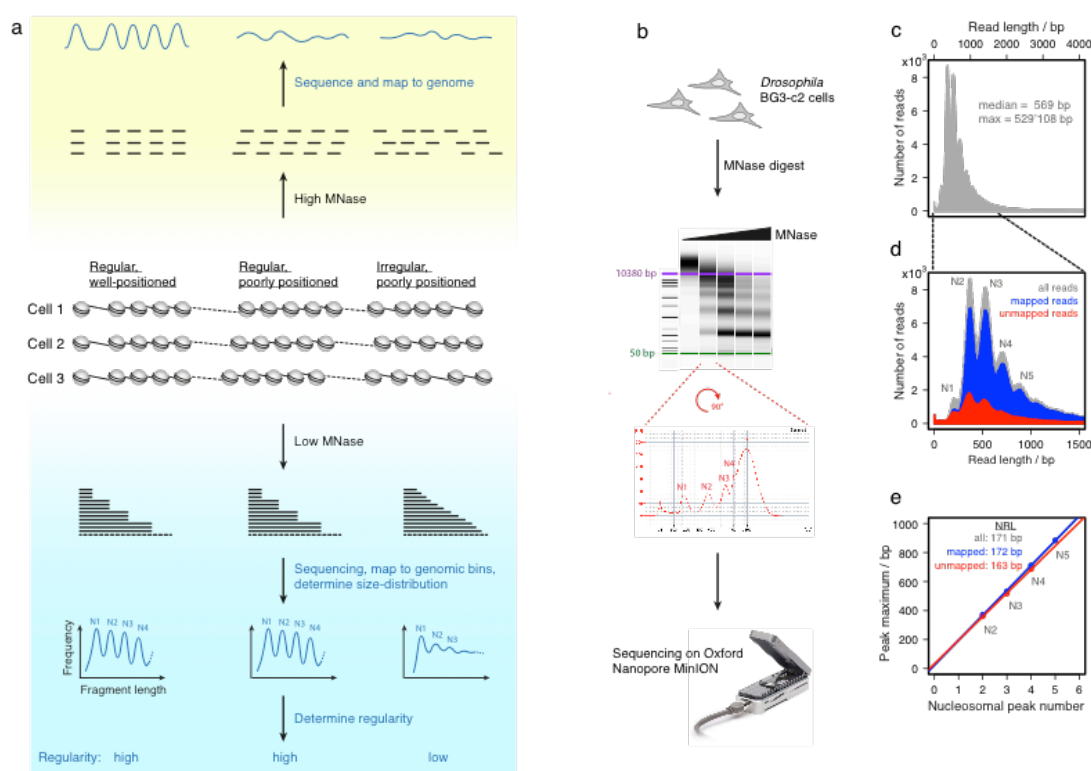 a
Sequence and map to genome
High MNase
Regular,
well-positioned
Regular,
poorly positioned
Irregular,
poorly positioned
Cell 1
Cell 2
Cell 3
Low MNase
Sequencing, map to genomic bins,
determine size-distribution
N1 N2 N3 N4
N1 N2 N3 N4
N1
N2
N3
Frequency
Fragment length
Determine regularity
Regularity: high
high
low
b
Drosophila
BG3-c2 cells
MNase digest
MNase
10380 bp
50 bp
90°
N1
N2
N3
N4
Sequencing on Oxford
Nanopore MinION
c
Read length / bp
0 1000 2000 3000 4000
x10³
8
6
4
2
0
Number of reads
median = 569 bp
max = 529'108 bp
d
x10³
8
6
4
2
0
Number of reads
N1
N2
N3
N4
N5
all reads
mapped reads
unmapped reads
0 500 1000 1500
Read length / bp
e
1000
800
600
400
200
0
Peak maximum / bp
NRL
all: 171 bp
mapped: 172 bp
unmapped: 163 bp
N5
N4
N3
N2
0 1 2 3 4 5 6
Nucleosomal peak number